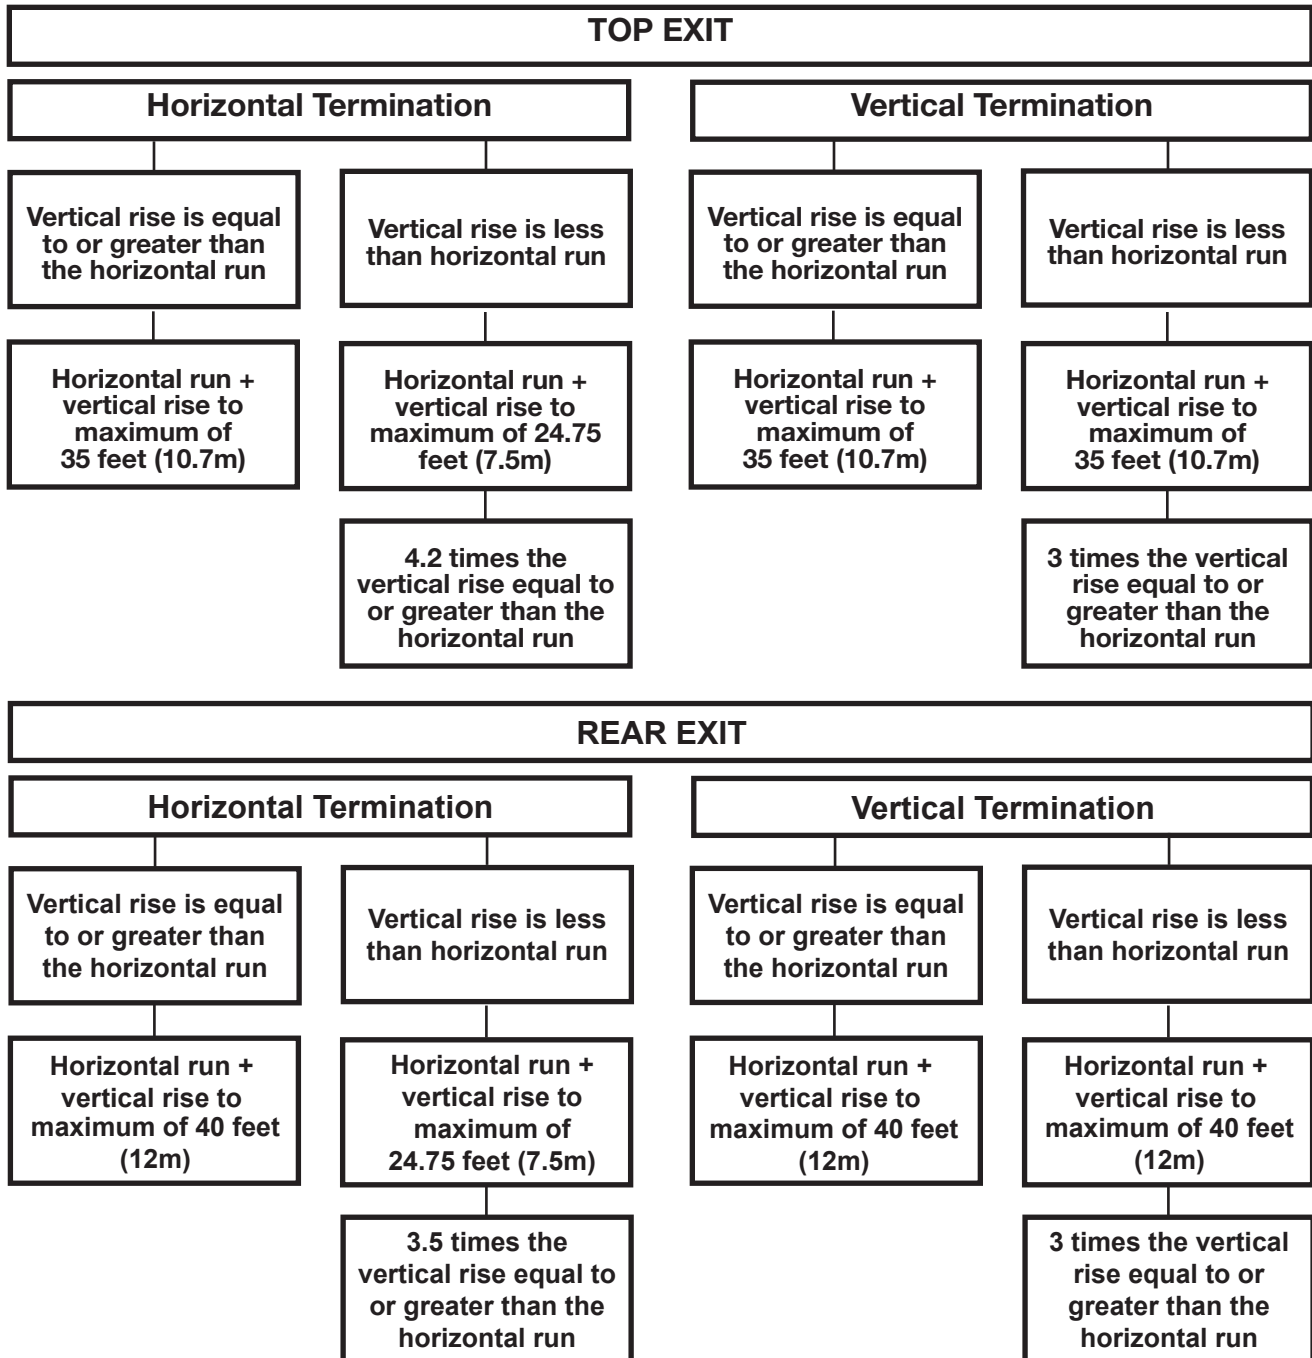 TOP EXIT
Horizontal Termination
Vertical Termination
Vertical rise is equal
to or greater than
the horizontal run
Vertical rise is less
than horizontal run
Vertical rise is equal
to or greater than
the horizontal run
Vertical rise is less
than horizontal run
Horizontal run +
vertical rise to
maximum of
35 feet (10.7m)
Horizontal run +
vertical rise to
maximum of 24.75
feet (7.5m)
Horizontal run +
vertical rise to
maximum of
35 feet (10.7m)
Horizontal run +
vertical rise to
maximum of
35 feet (10.7m)
4.2 times the
vertical rise equal to
or greater than the
horizontal run
3 times the vertical
rise equal to or
greater than the
horizontal run
REAR EXIT
Horizontal Termination
Vertical Termination
Vertical rise is equal
to or greater than
the horizontal run
Vertical rise is less
than horizontal run
Vertical rise is equal
to or greater than
the horizontal run
Vertical rise is less
than horizontal run
Horizontal run +
vertical rise to
maximum of 40 feet
(12m)
Horizontal run +
vertical rise to
maximum of
24.75 feet (7.5m)
Horizontal run +
vertical rise to
maximum of 40 feet
(12m)
Horizontal run +
vertical rise to
maximum of 40 feet
(12m)
3.5 times the
vertical rise equal to
or greater than the
horizontal run
3 times the vertical
rise equal to or
greater than the
horizontal run